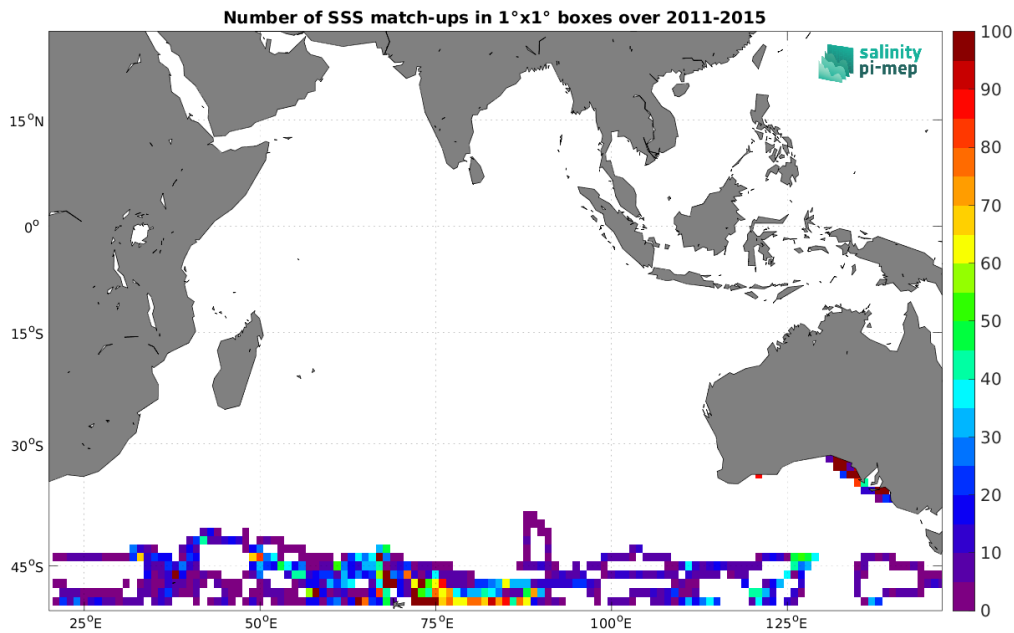 Number of SSS match-ups in 1°x1° boxes over 2011-2015
salinity
pi-mep
15°N
0°
15°S
30°S
45°S
25°E
50°E
75°E
100°E
125°E
100
90
80
70
60
50
40
30
20
10
0